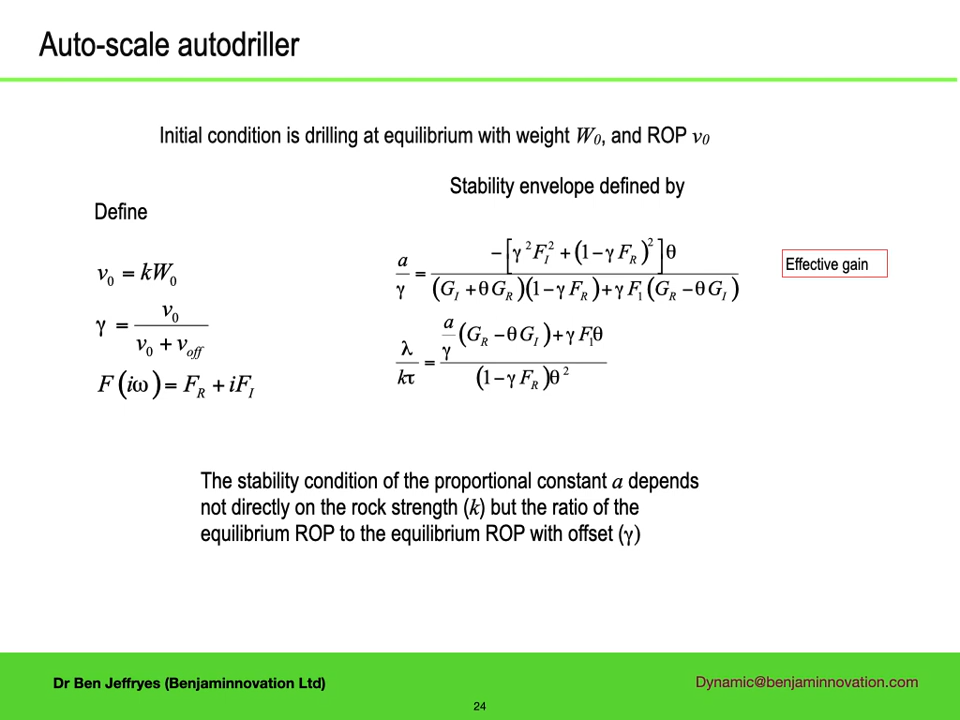 Auto-scale autodriller
Initial condition is drilling at equilibrium with weight W₀, and ROP v₀
Stability envelope defined by
Define
v₀ = kW₀
γ = v₀ / (v₀ + v_off)
F(iω) = F_R + iF_I
a/γ = −[γ²F_I² + (1−γF_R)²]θ / ((G_I + θG_R)(1−γF_R)+γF₁(G_R −θG_I))
Effective gain
λ/kτ = (a/γ (G_R −θG_I)+γF₁θ) / ((1−γF_R)θ²)
The stability condition of the proportional constant a depends
not directly on the rock strength (k) but the ratio of the
equilibrium ROP to the equilibrium ROP with offset (γ)
Dr Ben Jeffryes (Benjaminnovation Ltd)
Dynamic@benjaminnovation.com
24